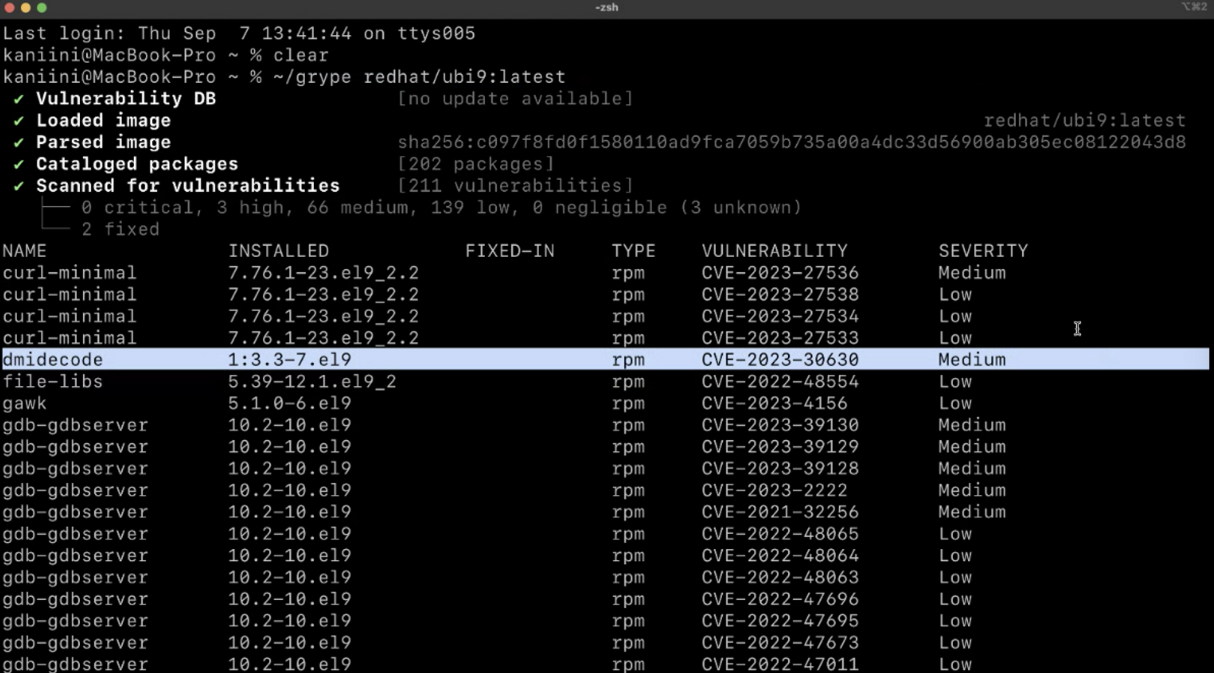 -zsh
⌥⌘2
Last login: Thu Sep  7 13:41:44 on ttys005
kaniini@MacBook-Pro ~ % clear
kaniini@MacBook-Pro ~ % ~/grype redhat/ubi9:latest
✔ Vulnerability DB [no update available]
✔ Loaded image redhat/ubi9:latest
✔ Parsed image sha256:c097f8fd0f1580110ad9fca7059b735a00a4dc33d56900ab305ec08122043d8
✔ Cataloged packages [202 packages]
✔ Scanned for vulnerabilities [211 vulnerabilities]
├── 0 critical, 3 high, 66 medium, 139 low, 0 negligible (3 unknown)
└── 2 fixed
NAME INSTALLED FIXED-IN TYPE VULNERABILITY SEVERITY
curl-minimal 7.76.1-23.el9_2.2 rpm CVE-2023-27536 Medium
curl-minimal 7.76.1-23.el9_2.2 rpm CVE-2023-27538 Low
curl-minimal 7.76.1-23.el9_2.2 rpm CVE-2023-27534 Low
curl-minimal 7.76.1-23.el9_2.2 rpm CVE-2023-27533 Low
dmidecode 1:3.3-7.el9 rpm CVE-2023-30630 Medium
file-libs 5.39-12.1.el9_2 rpm CVE-2022-48554 Low
gawk 5.1.0-6.el9 rpm CVE-2023-4156 Low
gdb-gdbserver 10.2-10.el9 rpm CVE-2023-39130 Medium
gdb-gdbserver 10.2-10.el9 rpm CVE-2023-39129 Medium
gdb-gdbserver 10.2-10.el9 rpm CVE-2023-39128 Medium
gdb-gdbserver 10.2-10.el9 rpm CVE-2023-2222 Medium
gdb-gdbserver 10.2-10.el9 rpm CVE-2021-32256 Medium
gdb-gdbserver 10.2-10.el9 rpm CVE-2022-48065 Low
gdb-gdbserver 10.2-10.el9 rpm CVE-2022-48064 Low
gdb-gdbserver 10.2-10.el9 rpm CVE-2022-48063 Low
gdb-gdbserver 10.2-10.el9 rpm CVE-2022-47696 Low
gdb-gdbserver 10.2-10.el9 rpm CVE-2022-47695 Low
gdb-gdbserver 10.2-10.el9 rpm CVE-2022-47673 Low
gdb-gdbserver 10.2-10.el9 rpm CVE-2022-47011 Low